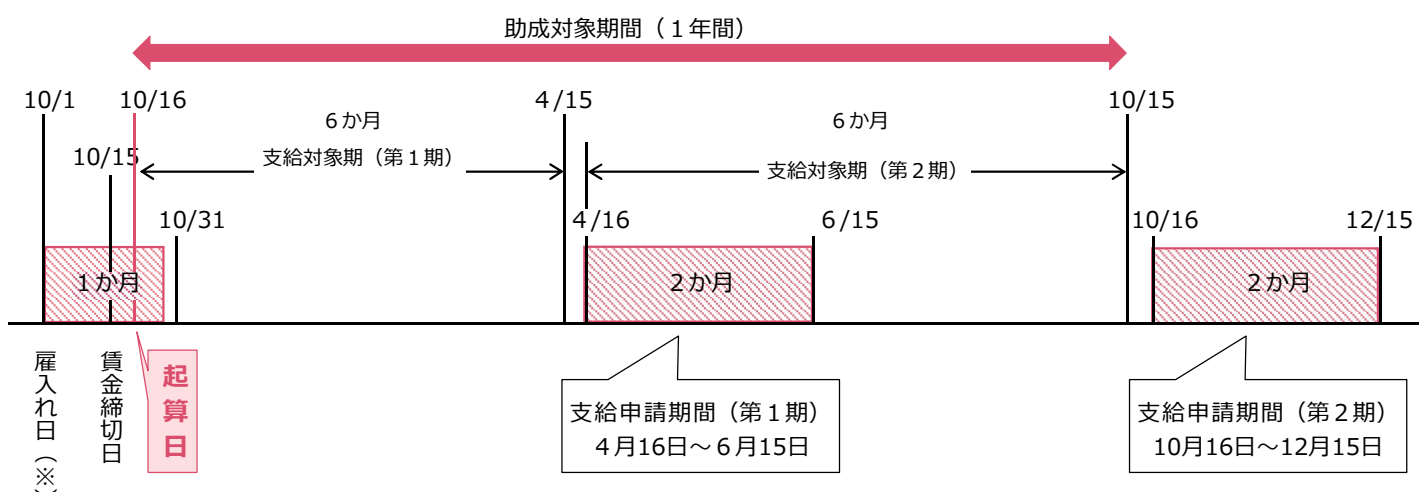 助成対象期間（１年間）
10/1
10/16
4/15
10/15
６か月
６か月
10/15
支給対象期（第１期）
支給対象期（第２期）
10/31
4/16
6/15
10/16
12/15
１か月
２か月
２か月
雇入れ日（※）
賃金締切日
起算日
支給申請期間（第１期）
４月16日～６月15日
支給申請期間（第２期）
10月16日～12月15日